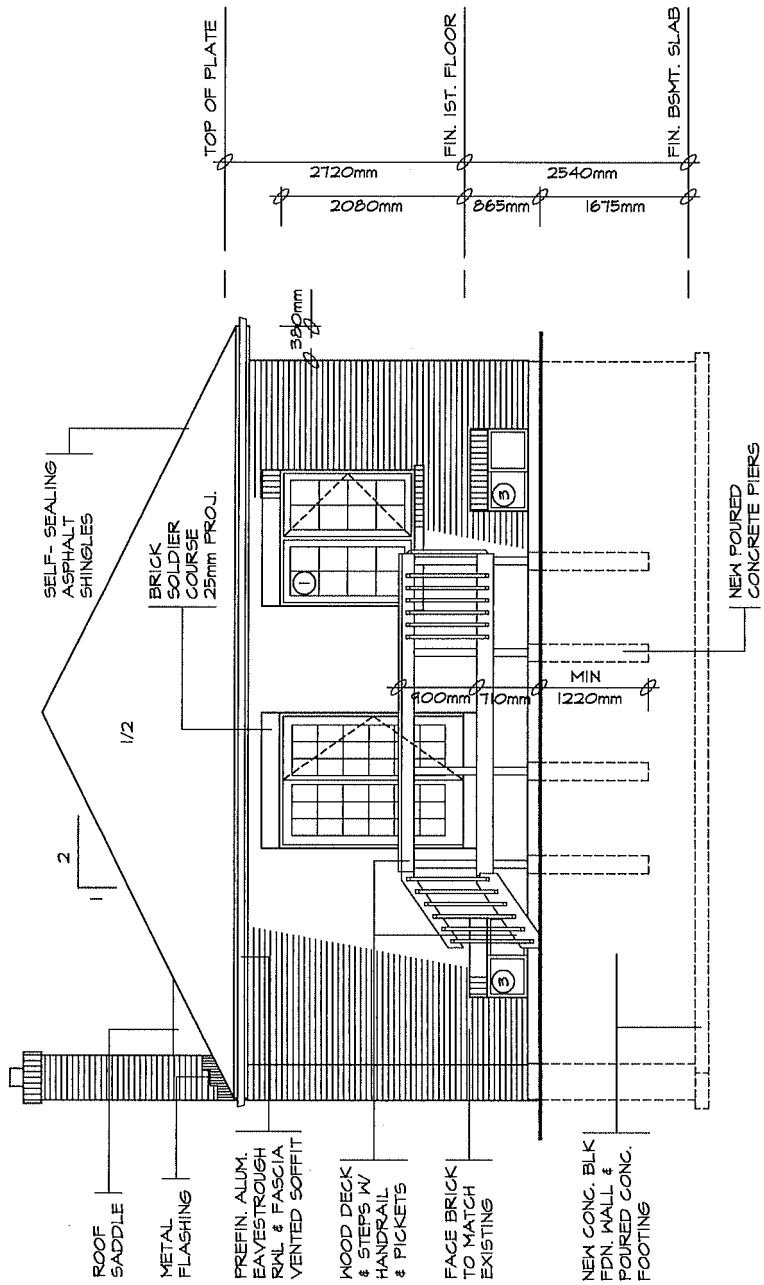 ROOF
SADDLE
METAL
FLASHING
PREFIN. ALUM.
EAVESTROUGH
RWL & FASCIA
VENTED SOFFIT
WOOD DECK
& STEPS W/
HANDRAIL
& PICKETS
FACE BRICK
TO MATCH
EXISTING
NEW CONC. BLK
FDN. WALL &
POURED CONC.
FOOTING
2
1
1/2
SELF- SEALING
ASPHALT
SHINGLES
BRICK
SOLDIER
COURSE
25mm PROJ.
1
3
3
900mm
710mm
MIN
1220mm
NEW POURED
CONCRETE PIERS
380mm
TOP OF PLATE
2720mm
2080mm
FIN. 1ST. FLOOR
2540mm
865mm
1675mm
FIN. BSMT. SLAB